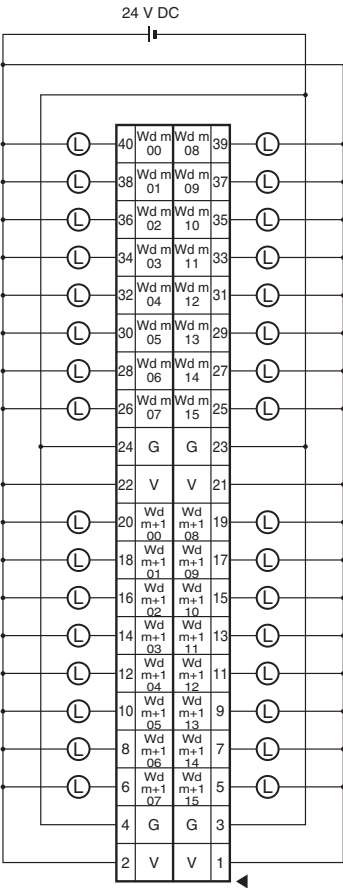 24 V DC
L 40 Wd m Wd m 39 L
00 08
L 38 Wd m Wd m 37 L
01 09
L 36 Wd m Wd m 35 L
02 10
L 34 Wd m Wd m 33 L
03 11
L 32 Wd m Wd m 31 L
04 12
L 30 Wd m Wd m 29 L
05 13
L 28 Wd m Wd m 27 L
06 14
L 26 Wd m Wd m 25 L
07 15
24 G G 23
22 V V 21
Wd Wd
L 20 m+1 m+1 19 L
00 08
Wd Wd
L 18 m+1 m+1 17 L
01 09
Wd Wd
L 16 m+1 m+1 15 L
02 10
Wd Wd
L 14 m+1 m+1 13 L
03 11
Wd Wd
L 12 m+1 m+1 11 L
04 12
Wd Wd
L 10 m+1 m+1 9 L
05 13
Wd Wd
L 8 m+1 m+1 7 L
06 14
Wd Wd
L 6 m+1 m+1 5 L
07 15
4 G G 3
2 V V 1